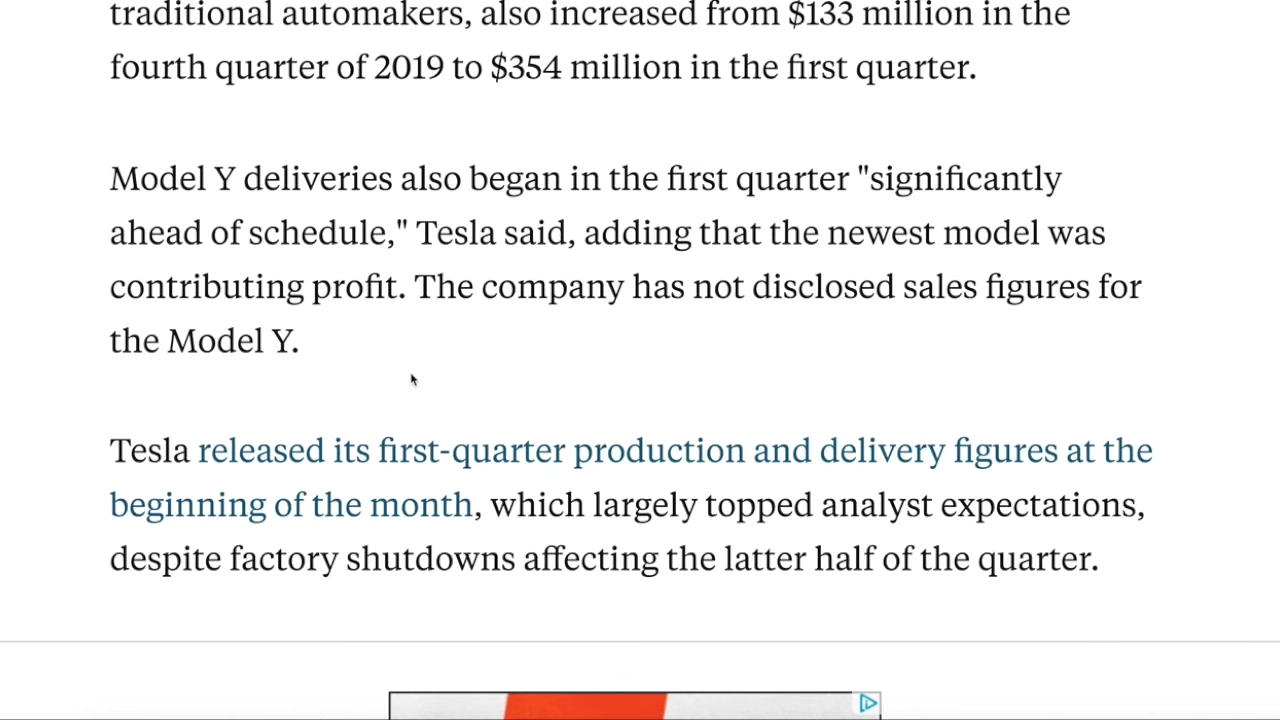 traditional automakers, also increased from $133 million in the
fourth quarter of 2019 to $354 million in the first quarter.
Model Y deliveries also began in the first quarter "significantly
ahead of schedule," Tesla said, adding that the newest model was
contributing profit. The company has not disclosed sales figures for
the Model Y.
Tesla released its first-quarter production and delivery figures at the
beginning of the month, which largely topped analyst expectations,
despite factory shutdowns affecting the latter half of the quarter.